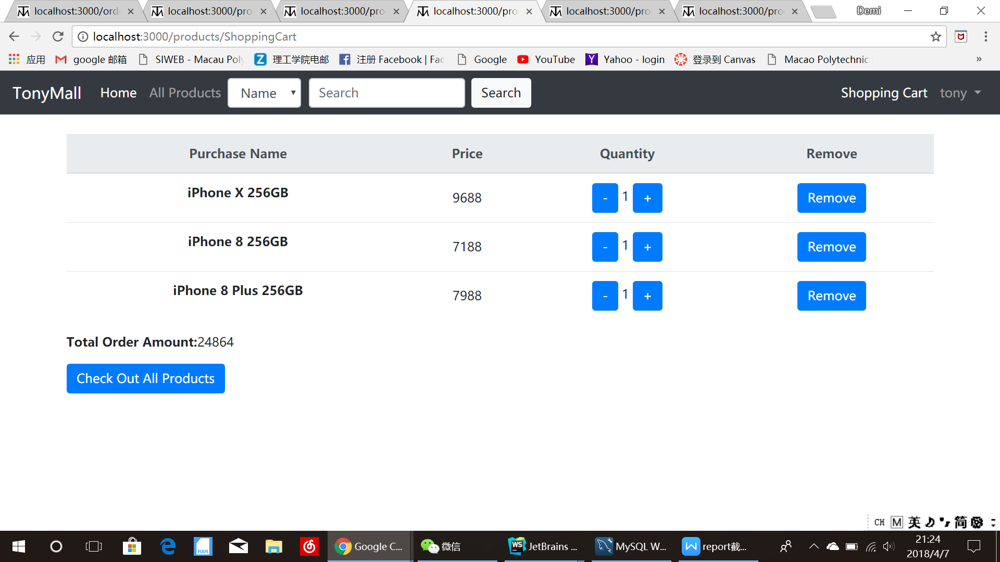 localhost:3000/ord
localhost:3000/pro
localhost:3000/pro
localhost:3000/pro
localhost:3000/pro
localhost:3000/pro
Demi
localhost:3000/products/ShoppingCart
应用
google 邮箱
SIWEB - Macau Poly
理工学院电邮
注册 Facebook | Fac
Google
YouTube
Yahoo - login
登录到 Canvas
Macao Polytechnic
»
TonyMall Home All Products Name Search Search Shopping Cart tony
Purchase Name Price Quantity Remove
iPhone X 256GB 9688 - 1 + Remove
iPhone 8 256GB 7188 - 1 + Remove
iPhone 8 Plus 256GB 7988 - 1 + Remove
Total Order Amount:24864
Check Out All Products
CH M 英 简
RAR
Google C...
微信
WS JetBrains ...
MySQL W...
report截...
21:24
2018/4/7